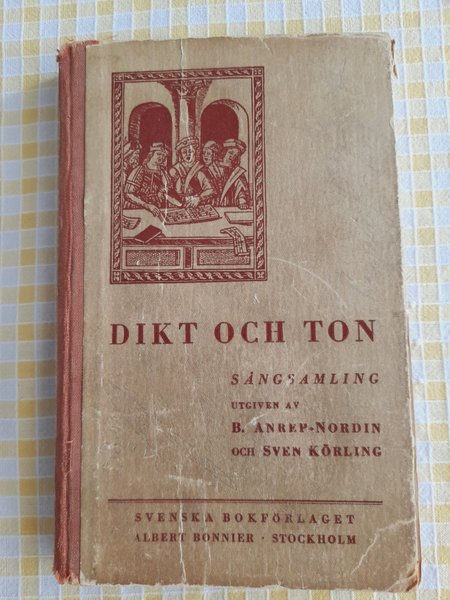 DIKT OCH TON
SÅNGSAMLING
UTGIVEN AV
B. ANREP-NORDIN
OCH SVEN KÖRLING
SVENSKA BOKFÖRLAGET
ALBERT BONNIER · STOCKHOLM